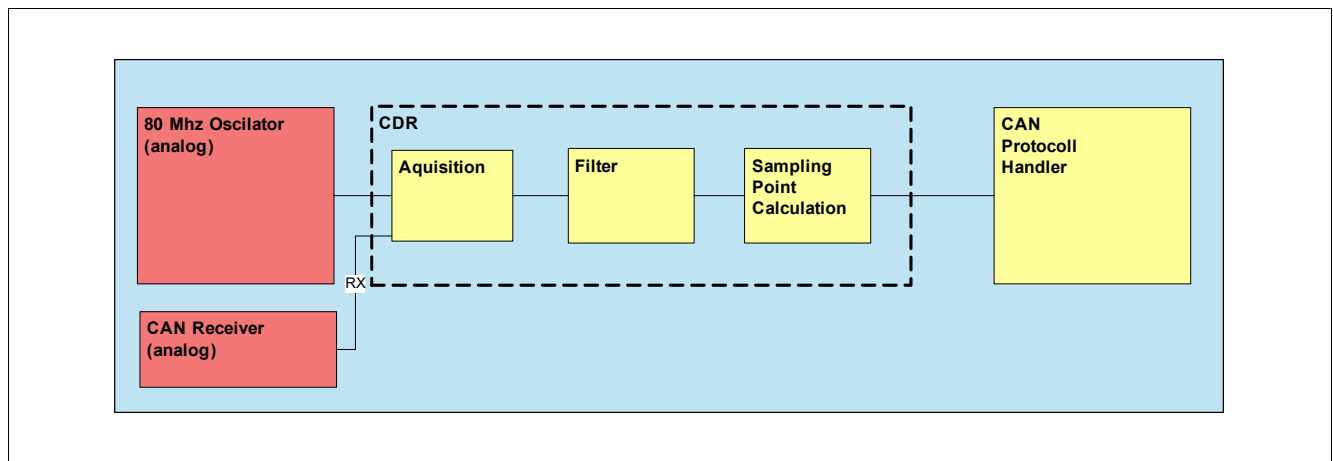 80 Mhz Oscilator
(analog)
CDR
Aquisition
Filter
Sampling
Point
Calculation
CAN
Protocoll
Handler
RX
CAN Receiver
(analog)